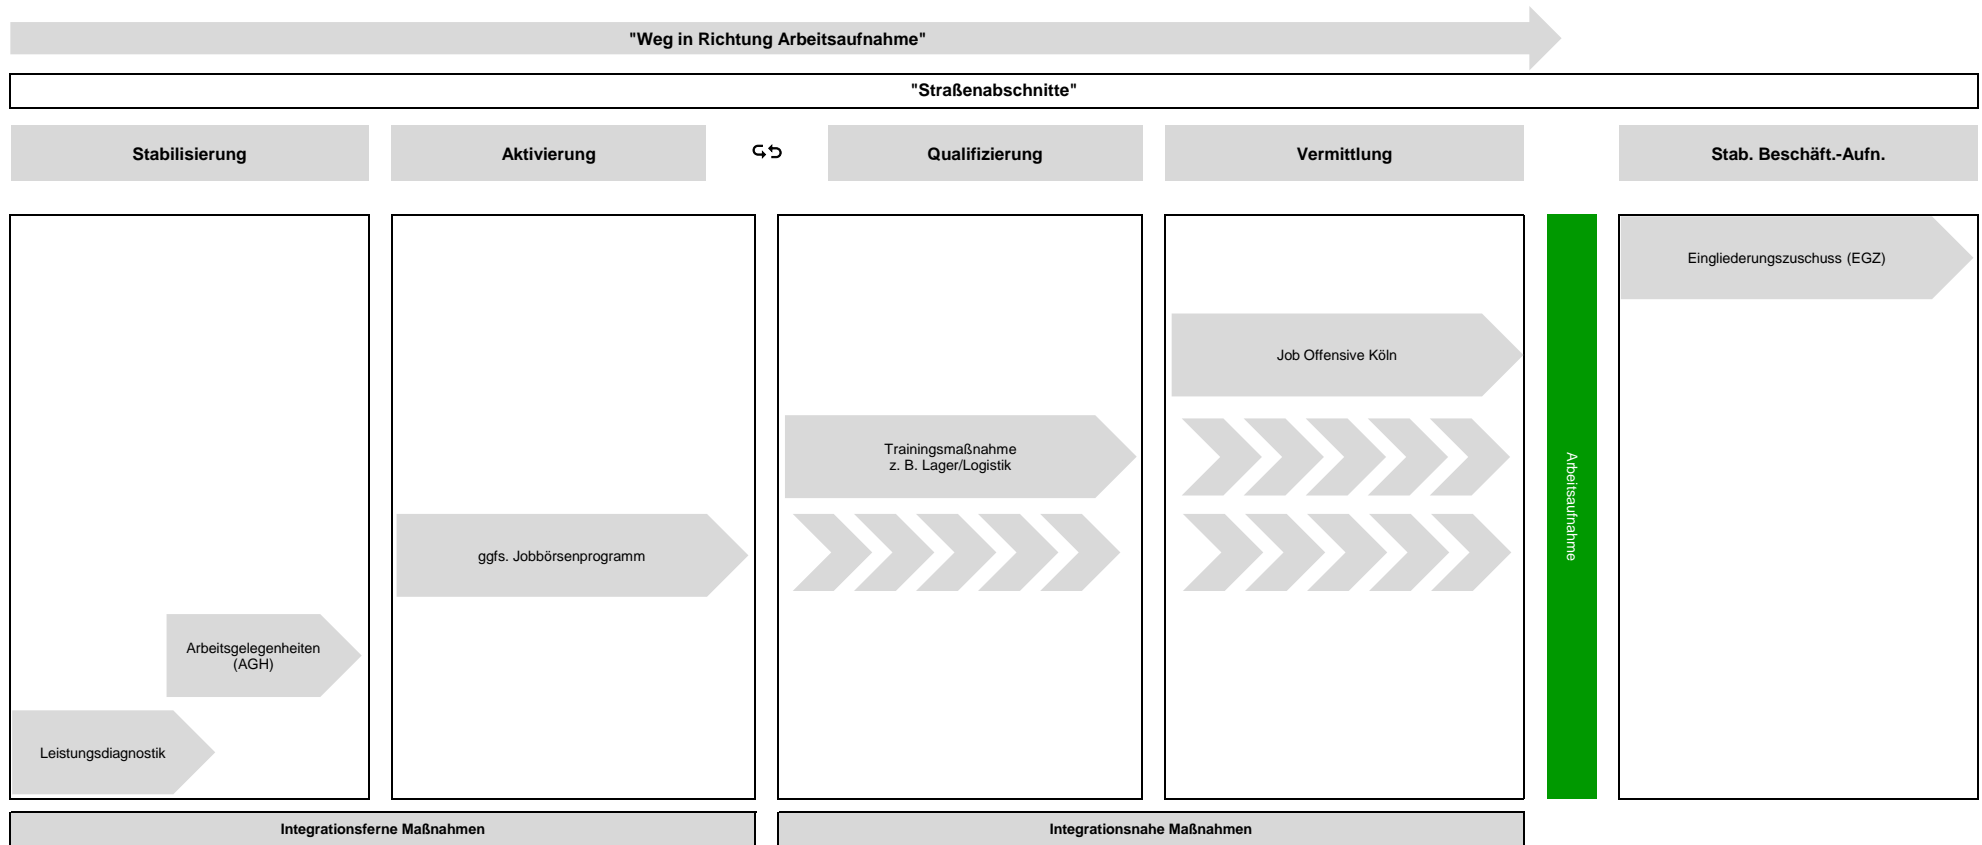 "Weg in Richtung Arbeitsaufnahme"
"Straßenabschnitte"
Stabilisierung
Aktivierung
Qualifizierung
Vermittlung
Stab. Beschäft.-Aufn.
Eingliederungszuschuss (EGZ)
Job Offensive Köln
Trainingsmaßnahme
z. B. Lager/Logistik
ggfs. Jobbörsenprogramm
Arbeitsgelegenheiten
(AGH)
Leistungsdiagnostik
Arbeitsaufnahme
Integrationsferne Maßnahmen
Integrationsnahe Maßnahmen